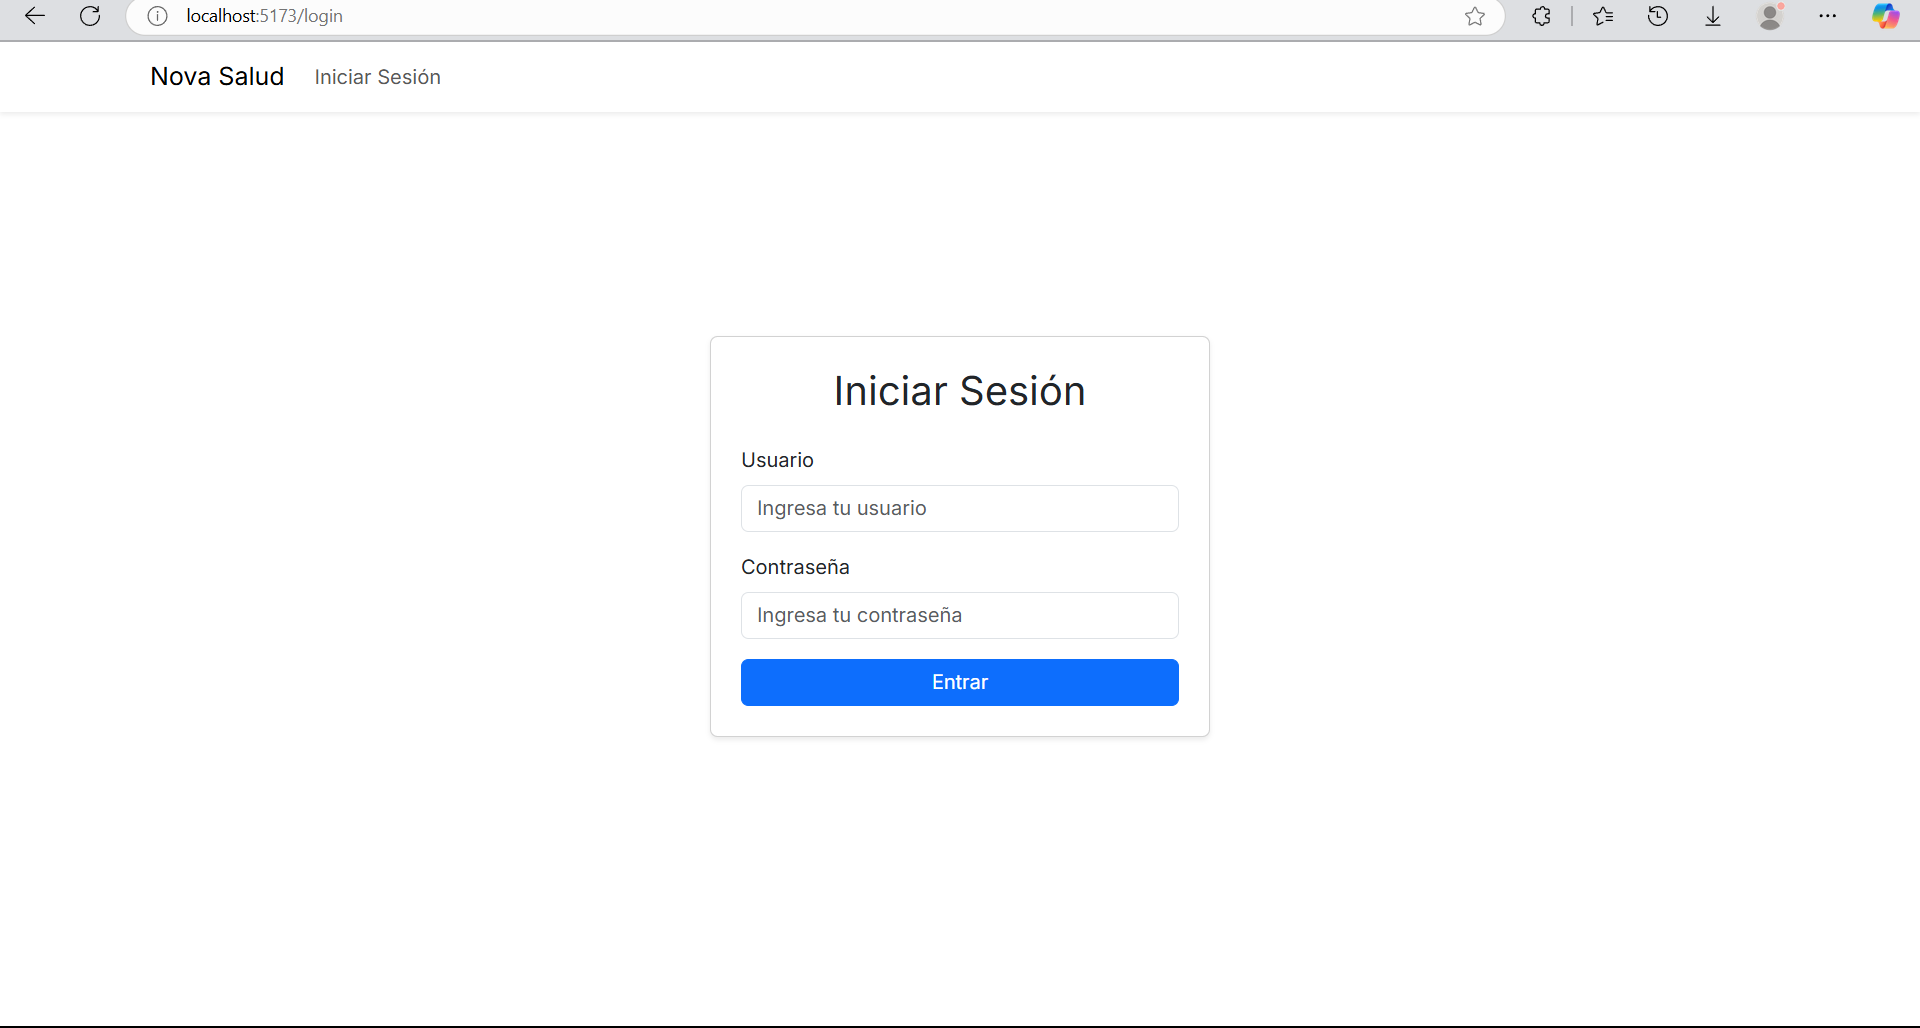 localhost:5173/login
Nova Salud Iniciar Sesión
Iniciar Sesión
Usuario
Ingresa tu usuario
Contraseña
Ingresa tu contraseña
Entrar